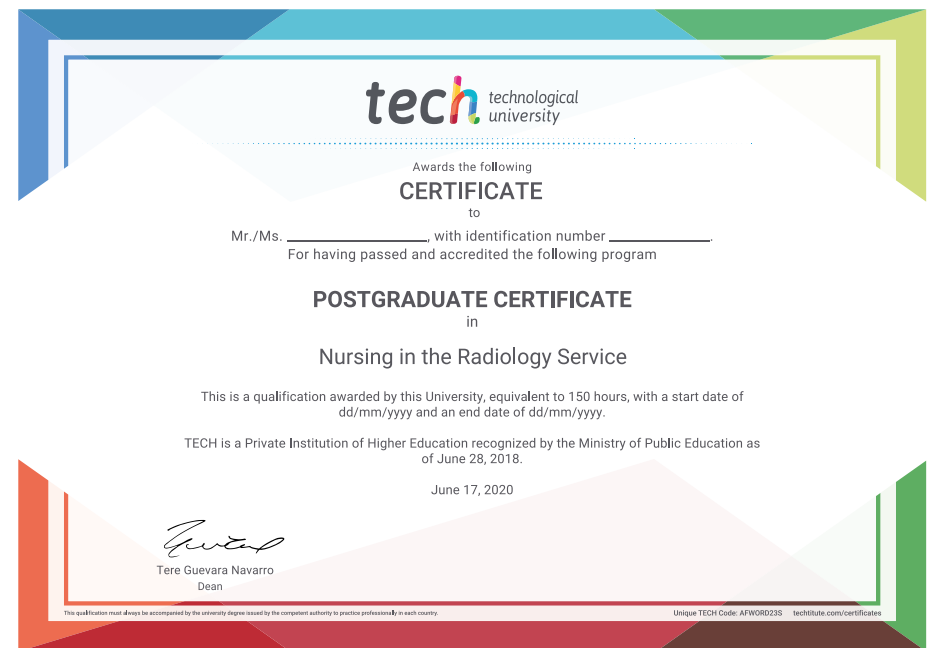 tech technological
university
Awards the following
CERTIFICATE
to
Mr./Ms. ____________, with identification number ____________.
For having passed and accredited the following program
POSTGRADUATE CERTIFICATE
in
Nursing in the Radiology Service
This is a qualification awarded by this University, equivalent to 150 hours, with a start date of
dd/mm/yyyy and an end date of dd/mm/yyyy.
TECH is a Private Institution of Higher Education recognized by the Ministry of Public Education as
of June 28, 2018.
June 17, 2020
Tere Guevara Navarro
Dean
This qualification must always be accompanied by the university degree issued by the competent authority to practice professionally in each country.
Unique TECH Code: AFWORD23S techtitute.com/certificates